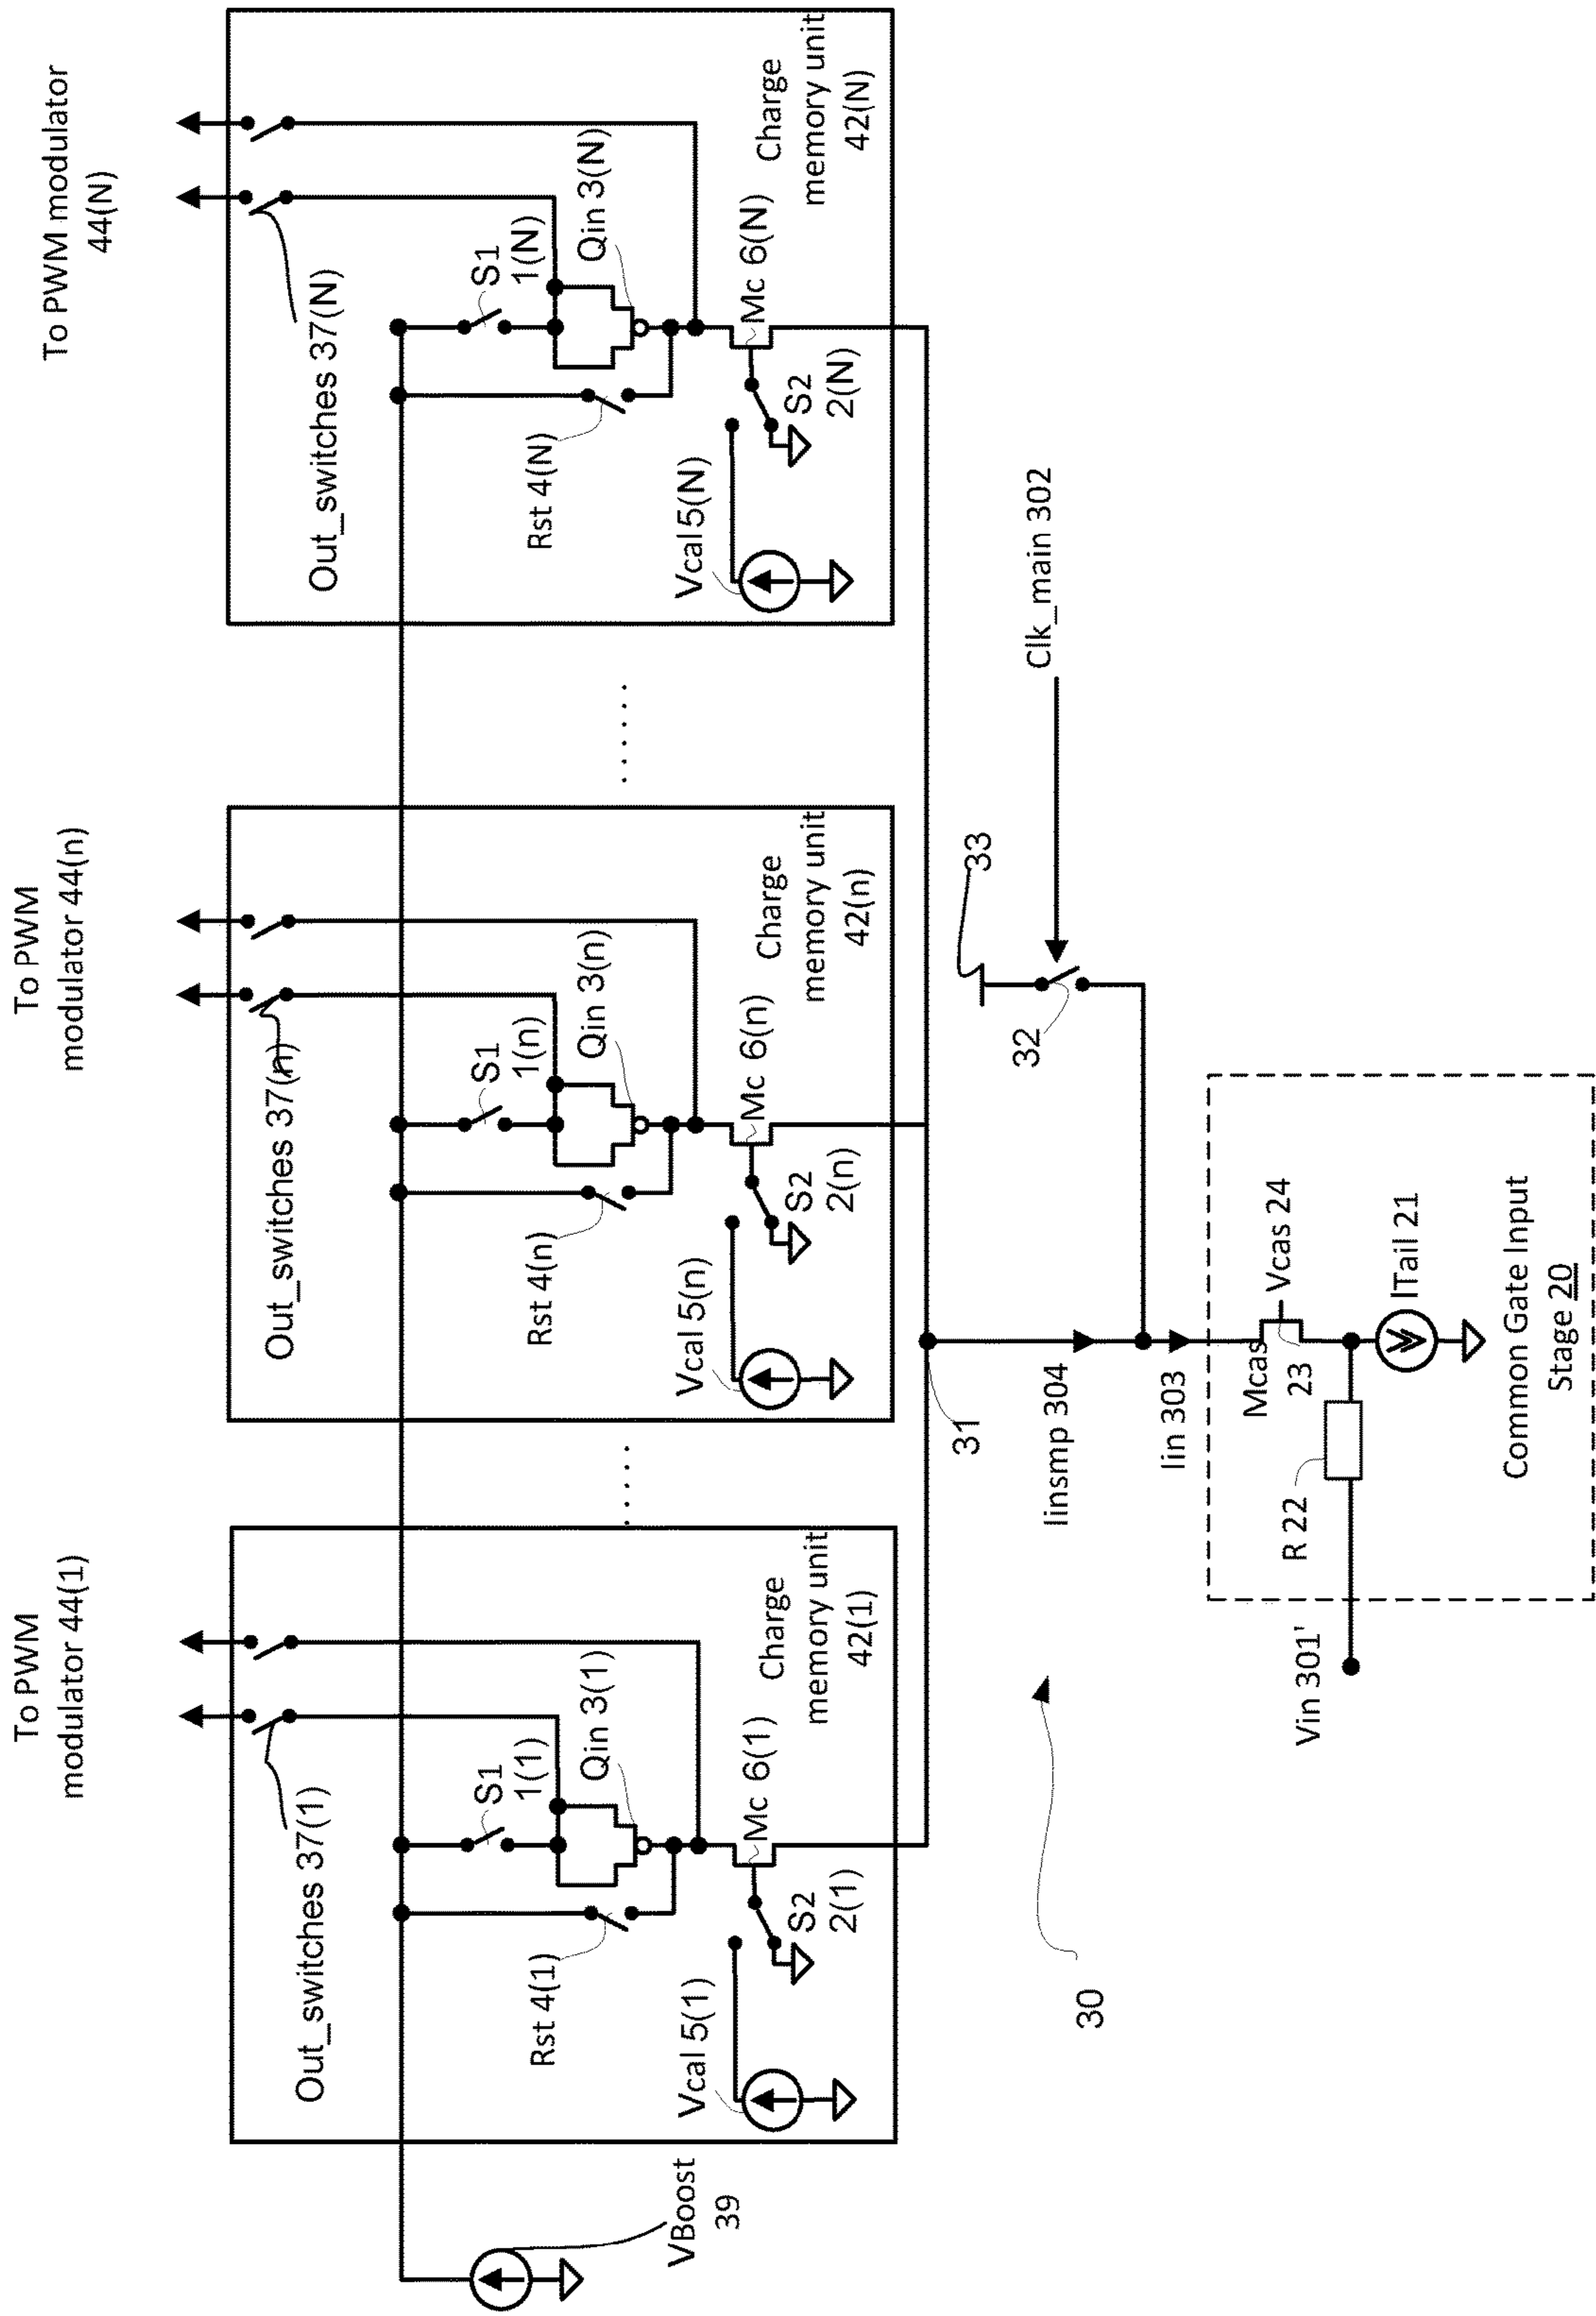 To PWM
modulator 44(1)
To PWM
modulator 44(n)
To PWM modulator
44(N)
Out_switches 37(1)
S1
1(1)
Qin 3(1)
Rst 4(1)
Vcal 5(1)
S2
2(1)
Mc 6(1)
Charge
memory unit
42(1)
VBoost
39
. . . . .
Out_switches 37(n)
S1
1(n)
Qin 3(n)
Rst 4(n)
Vcal 5(n)
S2
2(n)
Mc 6(n)
Charge
memory unit
42(n)
. . . . . .
Out_switches 37(N)
S1
1(N)
Qin 3(N)
Rst 4(N)
Vcal 5(N)
S2
2(N)
Mc 6(N)
Charge
memory unit
42(N)
31
33
32
Clk_main 302
Iinsmp 304
Iin 303
30
Vin 301'
R 22
Mcas
23
Vcas 24
ITail 21
Common Gate Input
Stage 20